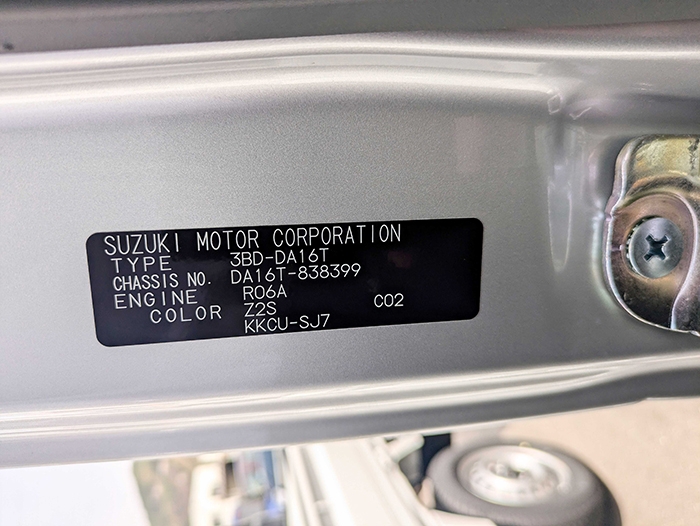 SUZUKI MOTOR CORPORATION
TYPE 3BD-DA16T
CHASSIS NO. DA16T-838399
ENGINE R06A
COLOR Z2S C02
KKCU-SJ7